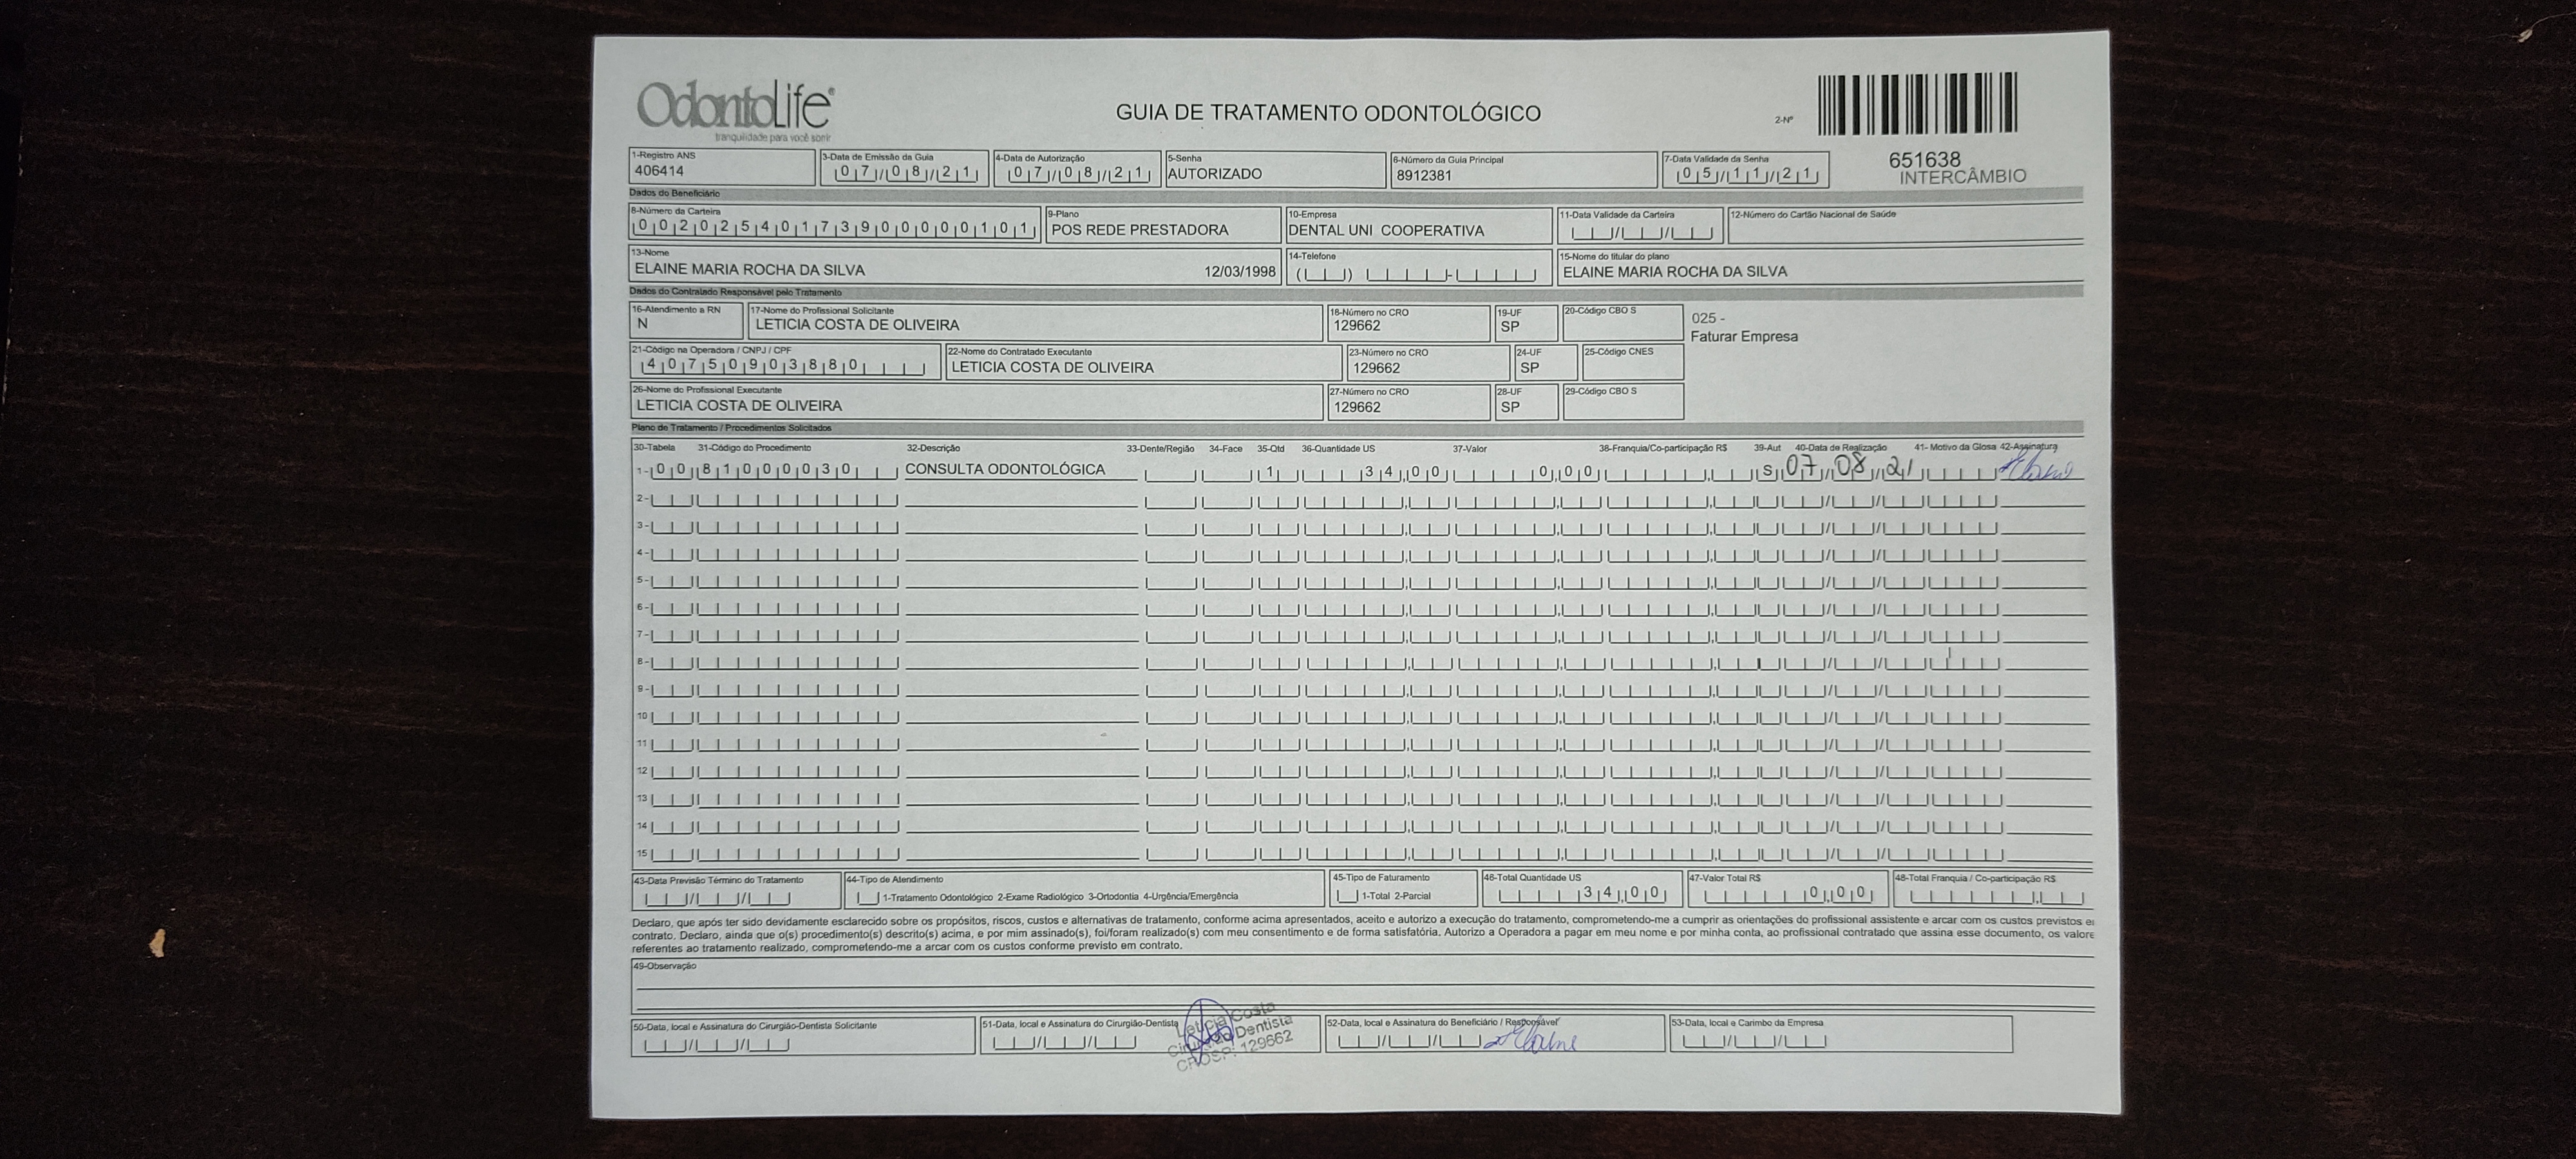 OdontoLife®
tranquilidade para você sorrir
GUIA DE TRATAMENTO ODONTOLÓGICO
2-Nº
651638
INTERCÂMBIO
1-Registro ANS
406414
3-Data de Emissão da Guia
07/08/21
4-Data de Autorização
07/08/21
5-Senha
AUTORIZADO
6-Número da Guia Principal
8912381
7-Data Validade da Senha
05/11/21
Dados do Beneficiário
8-Número da Carteira
00202540173900000101
9-Plano
POS REDE PRESTADORA
10-Empresa
DENTAL UNI COOPERATIVA
11-Data Validade da Carteira
12-Número do Cartão Nacional de Saúde
13-Nome
ELAINE MARIA ROCHA DA SILVA 12/03/1998
14-Telefone
15-Nome do titular do plano
ELAINE MARIA ROCHA DA SILVA
Dados do Contratado Responsável pelo Tratamento
16-Atendimento a RN
N
17-Nome do Profissional Solicitante
LETICIA COSTA DE OLIVEIRA
18-Número no CRO
129662
19-UF
SP
20-Código CBO S
025 -
Faturar Empresa
21-Código na Operadora / CNPJ / CPF
40750903880
22-Nome do Contratado Executante
LETICIA COSTA DE OLIVEIRA
23-Número no CRO
129662
24-UF
SP
25-Código CNES
26-Nome do Profissional Executante
LETICIA COSTA DE OLIVEIRA
27-Número no CRO
129662
28-UF
SP
29-Código CBO S
Plano de Tratamento / Procedimentos Solicitados
30-Tabela 31-Código do Procedimento 32-Descrição 33-Dente/Região 34-Face 35-Qtd 36-Quantidade US 37-Valor 38-Franquia/Co-participação R$ 39-Aut 40-Data de Realização 41- Motivo da Glosa 42-Assinatura
1- 00 81000030 CONSULTA ODONTOLÓGICA 1 34,00 0,00 S 07/08/21 Elaine
2-
3-
4-
5-
6-
7-
8-
9-
10
11
12
13
14
15
43-Data Previsão Término do Tratamento
44-Tipo de Atendimento
1-Tratamento Odontológico 2-Exame Radiológico 3-Ortodontia 4-Urgência/Emergência
45-Tipo de Faturamento
1-Total 2-Parcial
46-Total Quantidade US
34,00
47-Valor Total R$
0,00
48-Total Franquia / Co-participação R$
Declaro, que após ter sido devidamente esclarecido sobre os propósitos, riscos, custos e alternativas de tratamento, conforme acima apresentados, aceito e autorizo a execução do tratamento, comprometendo-me a cumprir as orientações do profissional assistente e arcar com os custos previstos e
contrato. Declaro, ainda que o(s) procedimento(s) descrito(s) acima, e por mim assinado(s), foi/foram realizado(s) com meu consentimento e de forma satisfatória. Autorizo a Operadora a pagar em meu nome e por minha conta, ao profissional contratado que assina esse documento, os valore
referentes ao tratamento realizado, comprometendo-me a arcar com os custos conforme previsto em contrato.
49-Observação
50-Data, local e Assinatura do Cirurgião-Dentista Solicitante
51-Data, local e Assinatura do Cirurgião-Dentista
Leticia Costa
Cirurgiã Dentista
CROSP: 129662
52-Data, local e Assinatura do Beneficiário / Responsável
Elaine
53-Data, local e Carimbo da Empresa